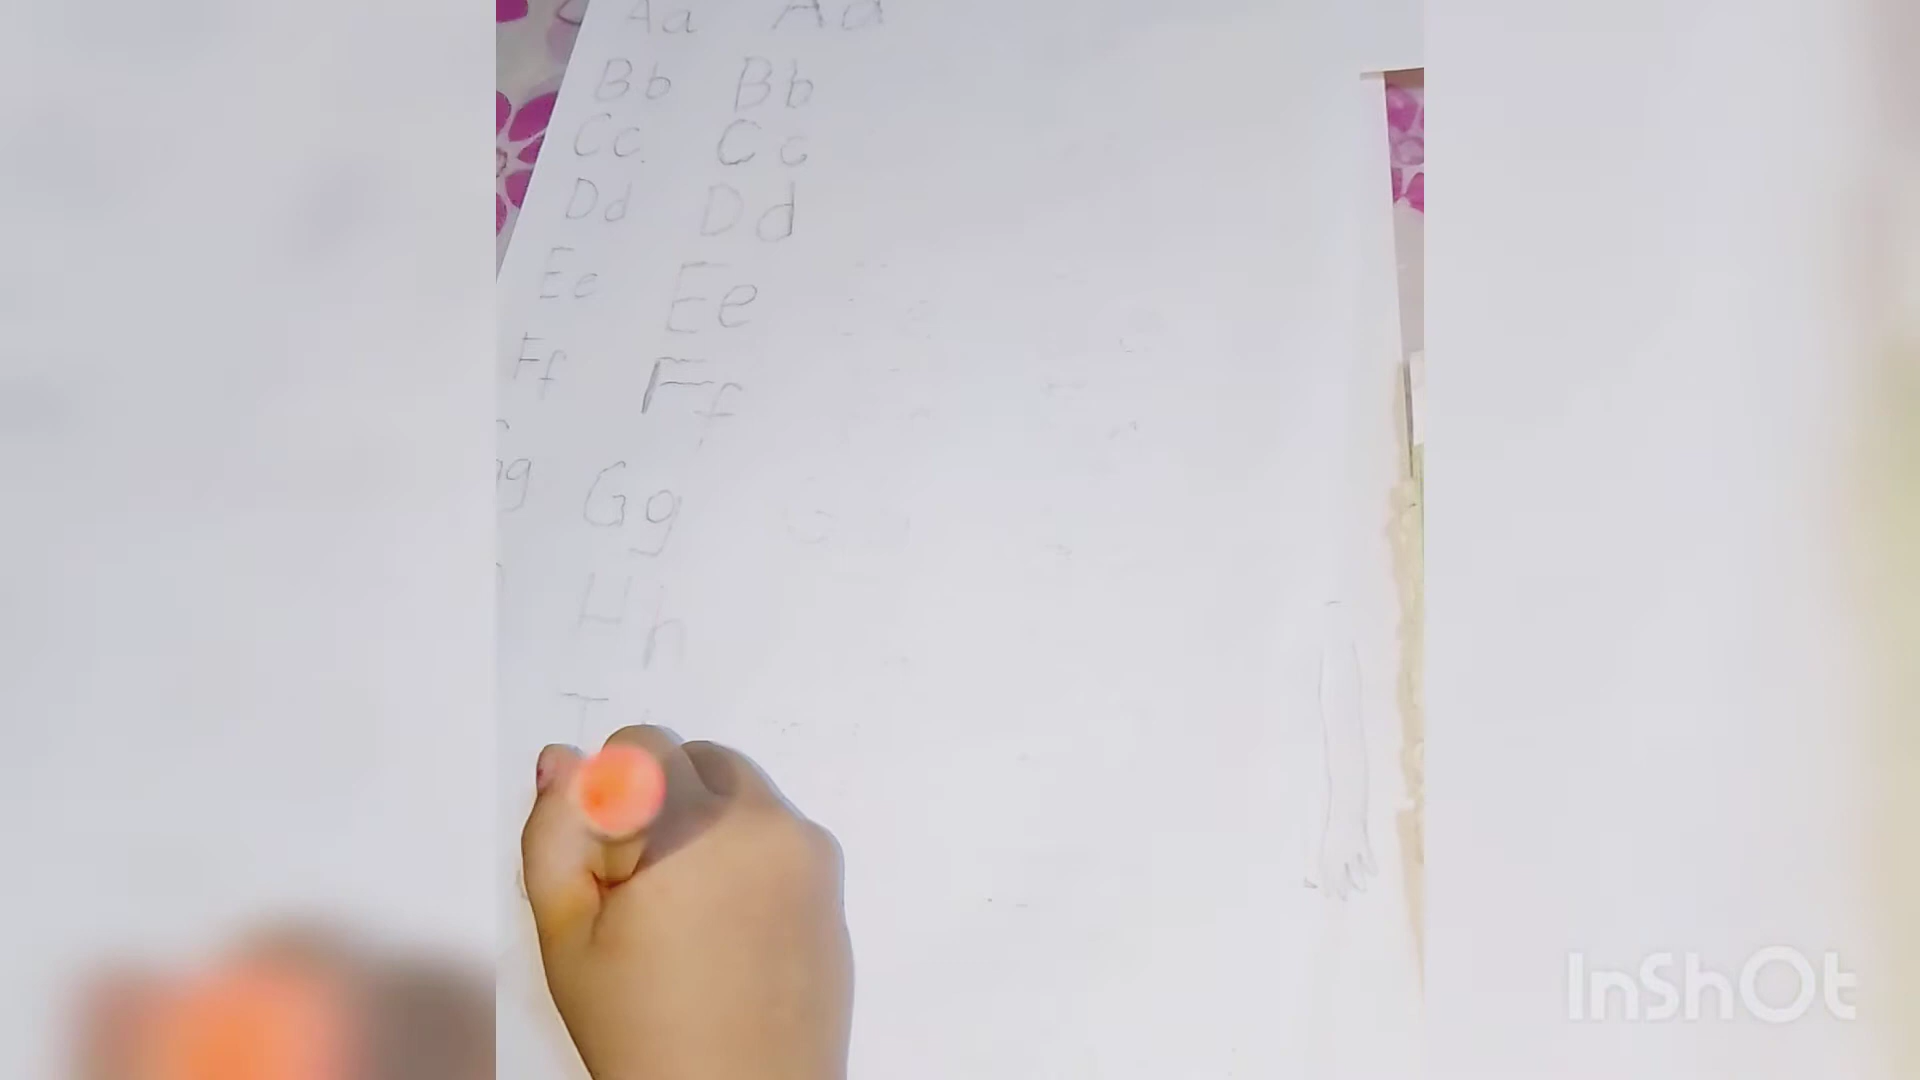 Aa Aa
Bb Bb
Cc Cc
Dd Dd
Ee Ee
Ff Ff
g Gg
Hh
I
InShOt